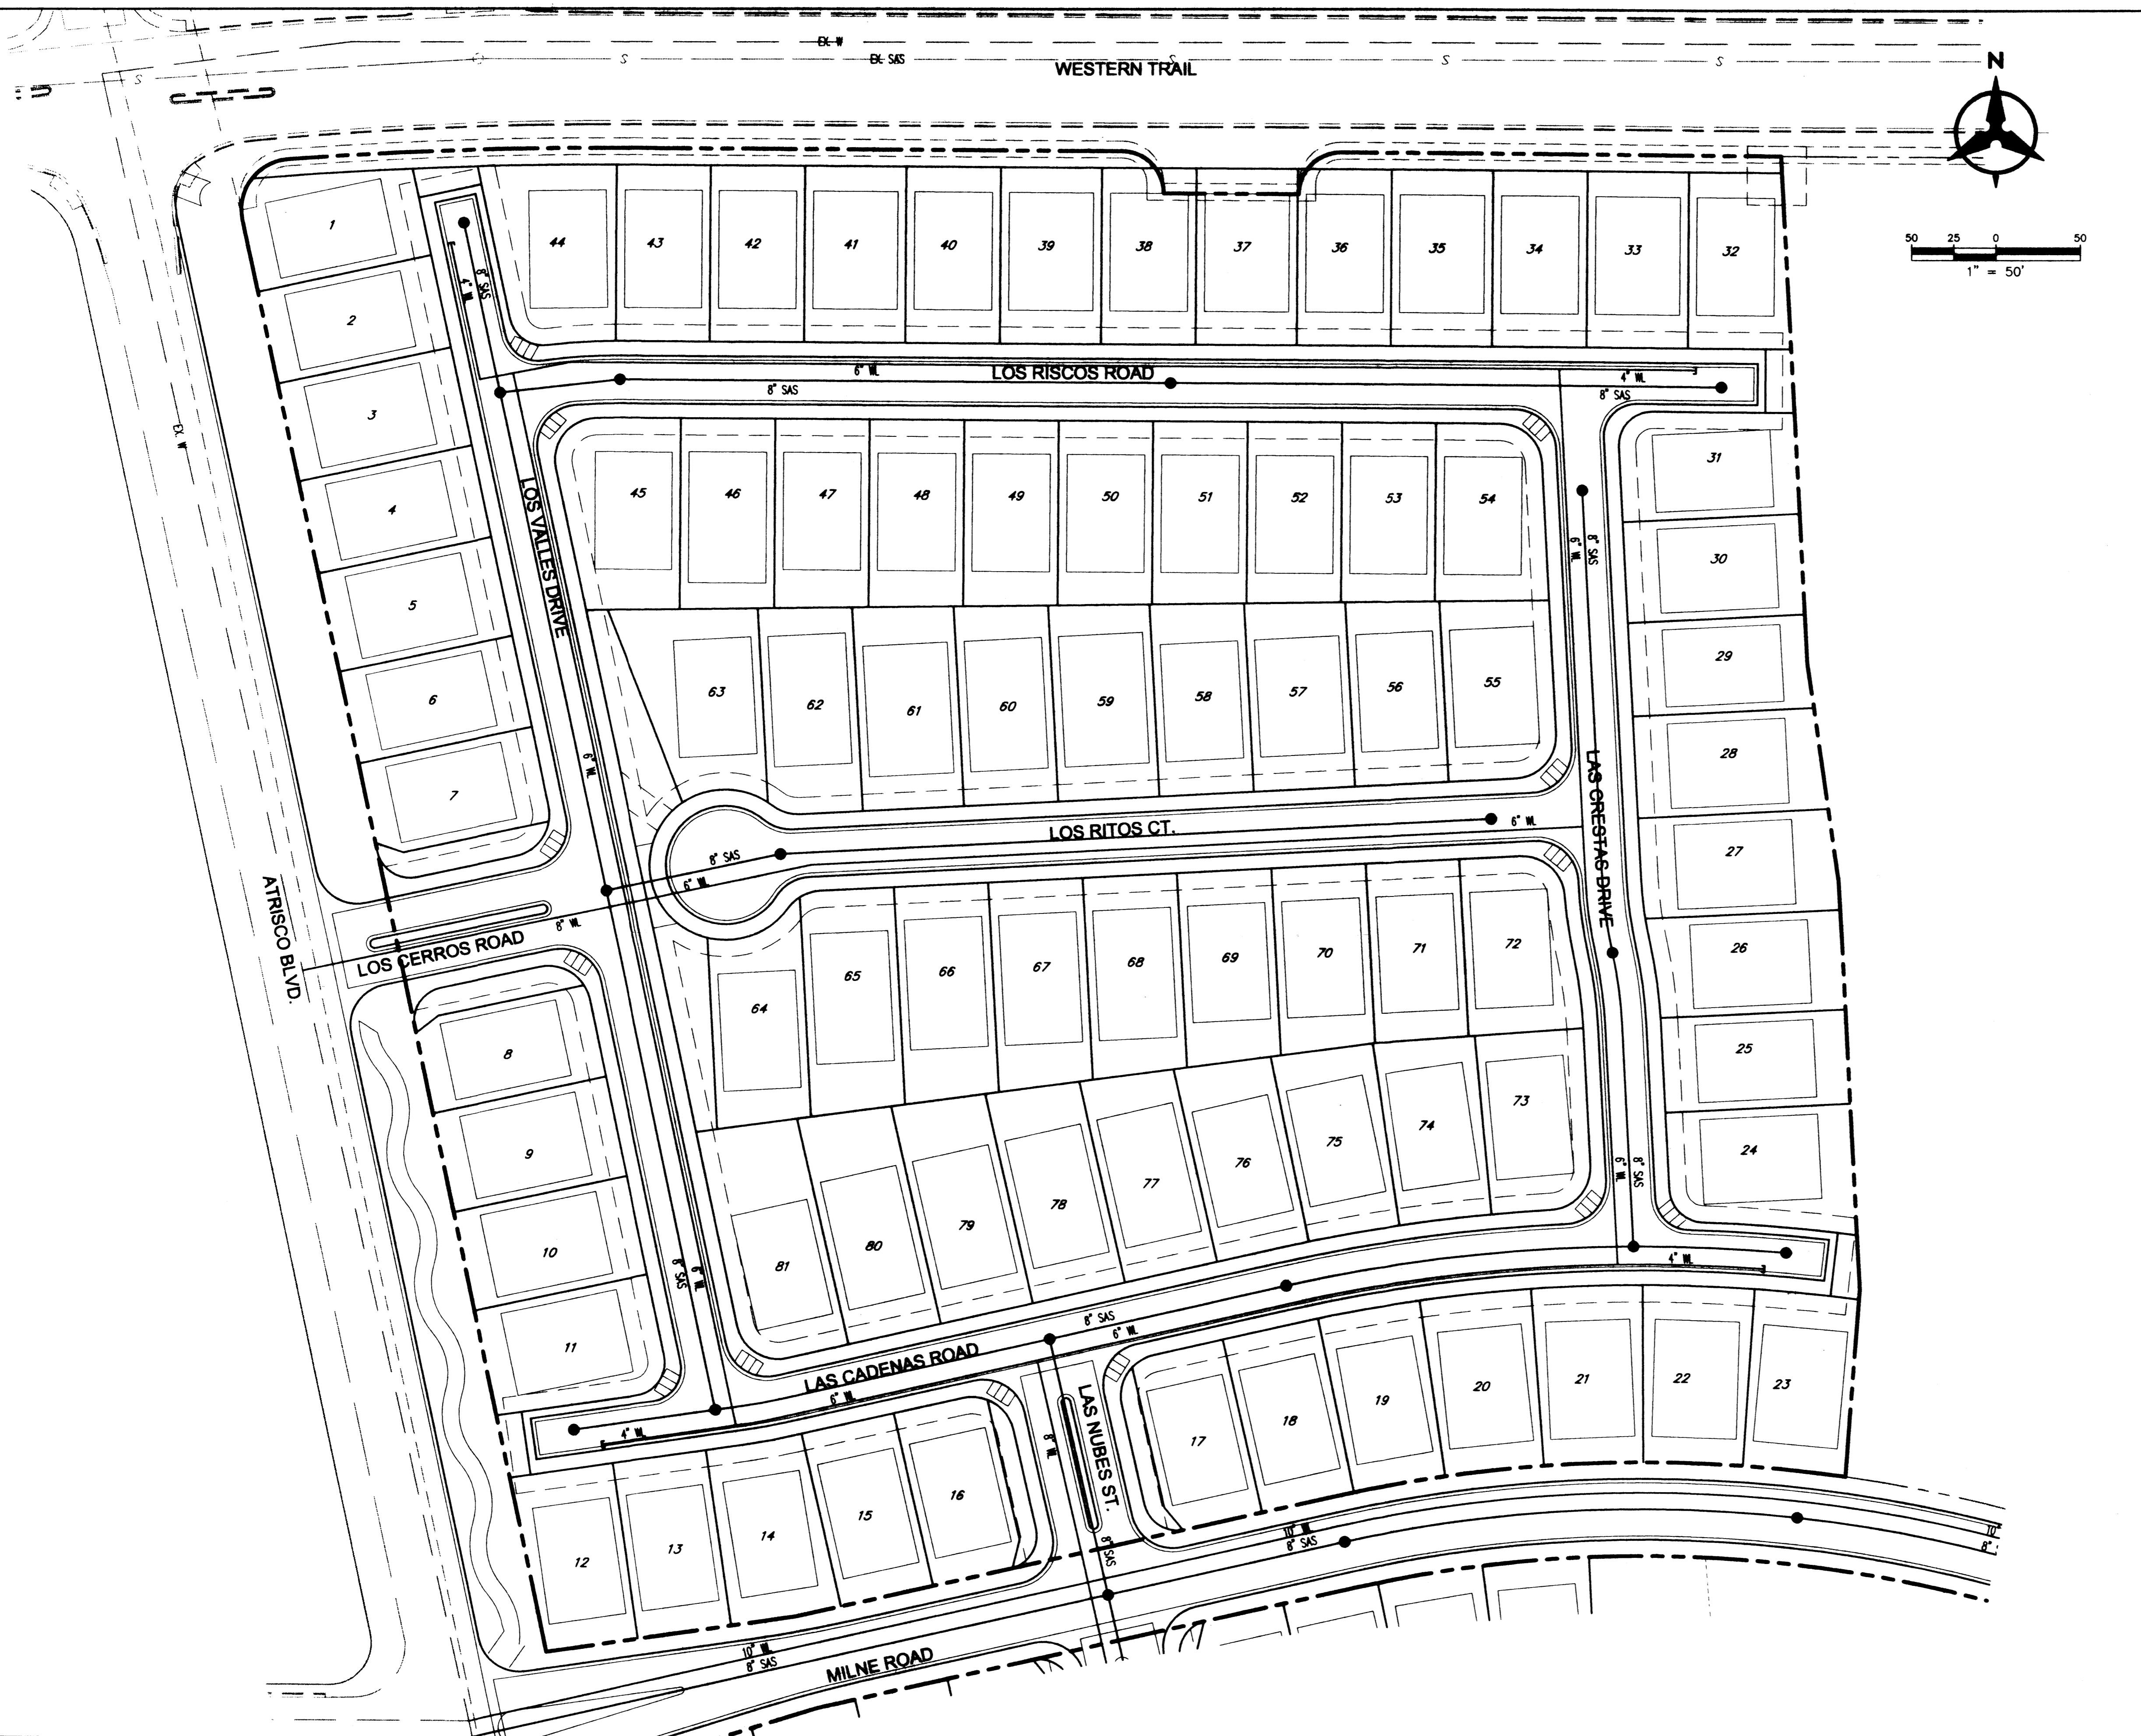 EX. W
EX. SAS
S
S
S
S
S
WESTERN TRAIL
N
50 25 0 50
1" = 50'
1
44
43
42
41
40
39
38
37
36
35
34
33
32
8" SAS
4" WL
2
3
6" WL
LOS RISCOS ROAD
4" WL
8" SAS
8" SAS
EX. W
4
LOS VALLES DRIVE
45
46
47
48
49
50
51
52
53
54
31
8" SAS
6" WL
30
5
6
63
62
61
60
59
58
57
56
55
29
28
6" WL
7
LAS CRESTAS DRIVE
LOS RITOS CT.
6" WL
8" SAS
6" WL
27
ATRISCO BLVD.
8" WL
LOS CERROS ROAD
64
65
66
67
68
69
70
71
72
26
8
25
9
81
80
79
78
77
76
75
74
73
24
8" SAS
6" WL
10
8" SAS
6" WL
4" WL
11
8" SAS
6" WL
LAS CADENAS ROAD
6" WL
4" WL
8" WL
LAS NUBES ST.
17
18
19
20
21
22
23
12
13
14
15
16
8" SAS
10" WL
8" SAS
10"
8"
10" WL
8" SAS
MILNE ROAD